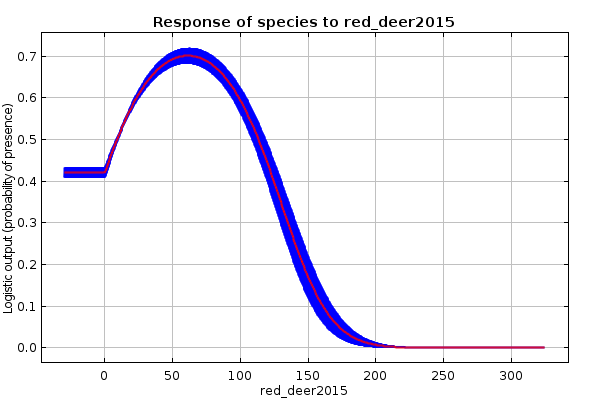 Response of species to red_deer2015
Logistic output (probability of presence)
0.7
0.6
0.5
0.4
0.3
0.2
0.1
0.0
0 50 100 150 200 250 300
red_deer2015